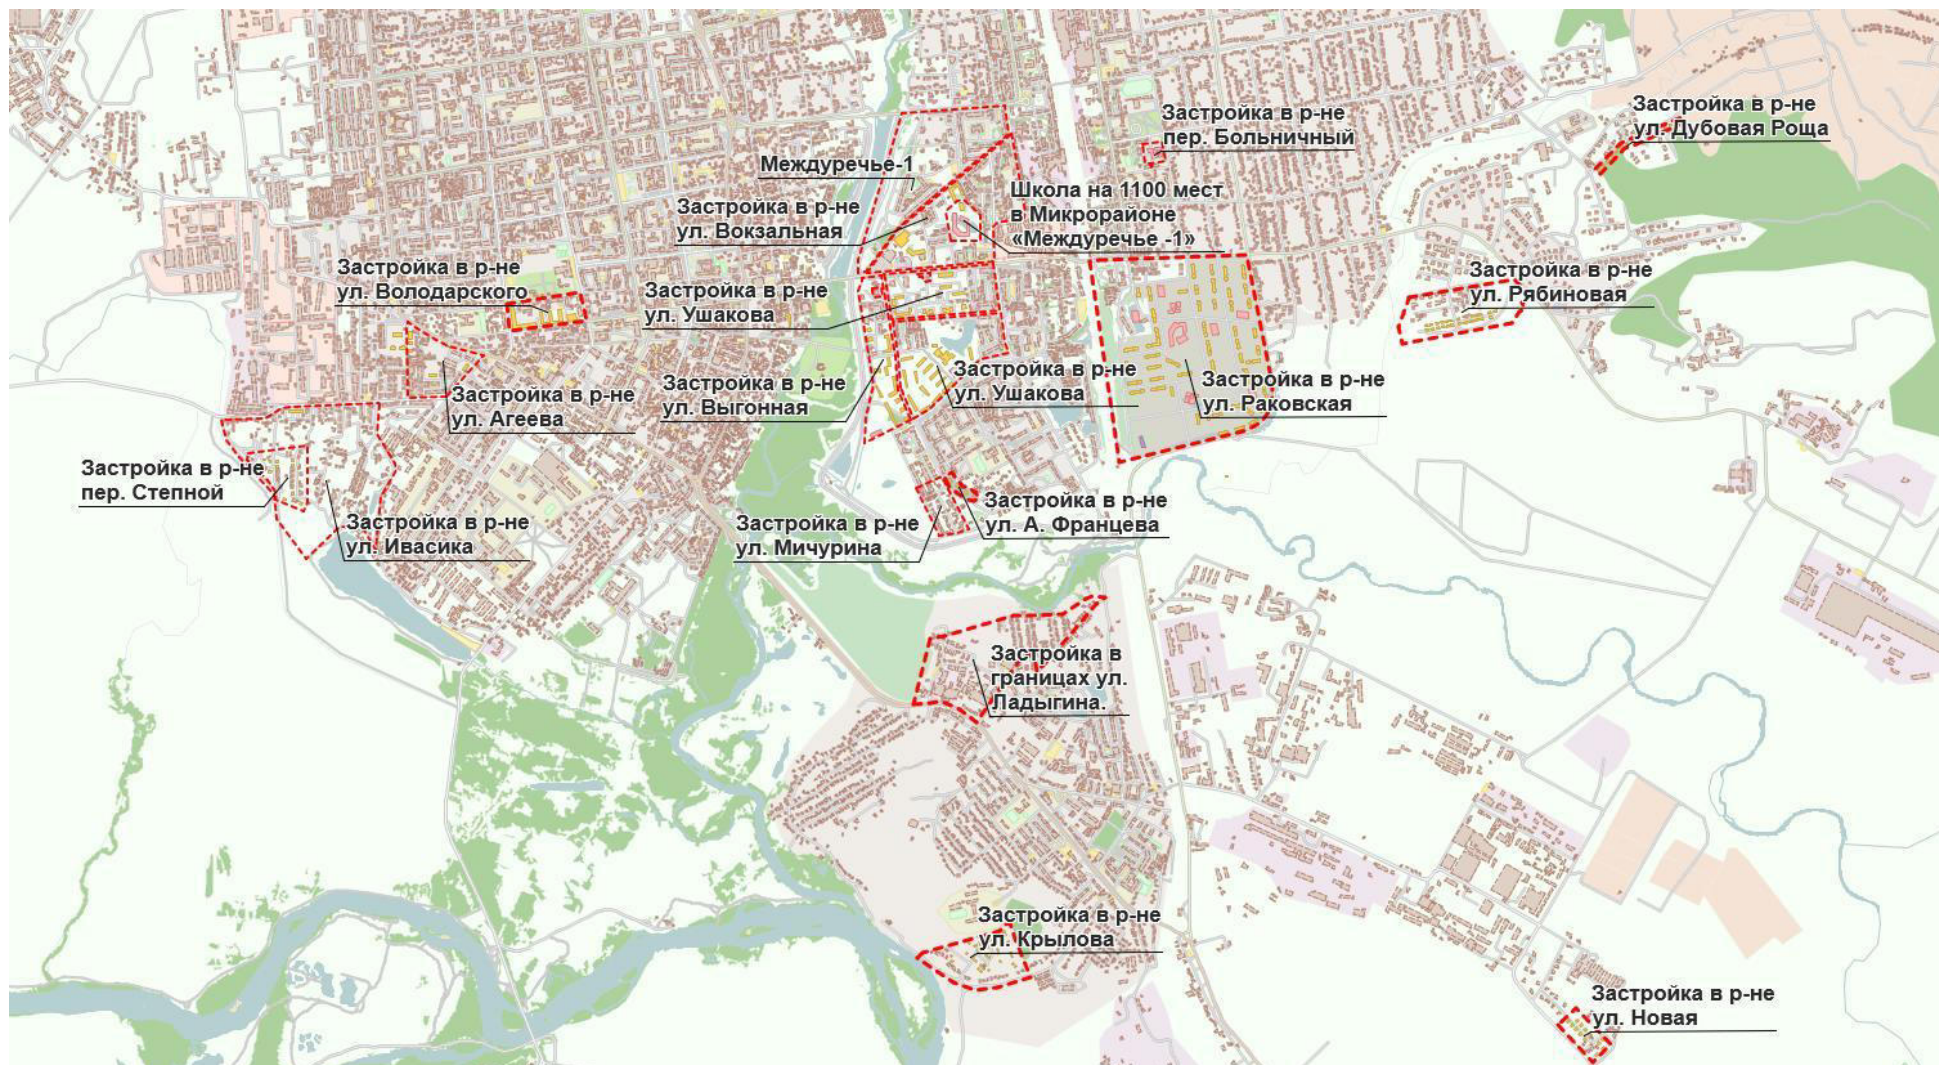 Застройка в р-не
ул. Дубовая Роща
Застройка в р-не
пер. Больничный
Междуречье-1
Школа на 1100 мест
в Микрорайоне
«Междуречье -1»
Застройка в р-не
ул. Вокзальная
Застройка в р-не
ул. Володарского
Застройка в р-не
ул. Ушакова
Застройка в р-не
ул. Рябиновая
Застройка в р-не
ул. Агеева
Застройка в р-не
ул. Выгонная
Застройка в р-не
ул. Ушакова
Застройка в р-не
ул. Раковская
Застройка в р-не
пер. Степной
Застройка в р-не
ул. Ивасика
Застройка в р-не
ул. Мичурина
Застройка в р-не
ул. А. Францева
Застройка в
границах ул.
Ладыгина.
Застройка в р-не
ул. Крылова
Застройка в р-не
ул. Новая